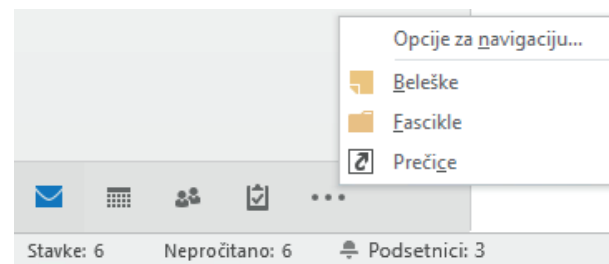 Opcije za navigaciju...
Beleške
Fascikle
Prečice
Stavke: 6 Nepročitano: 6 Podsetnici: 3